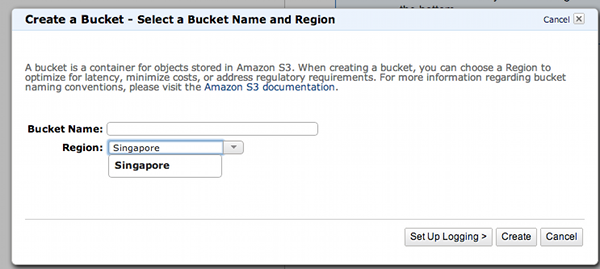 the bottom
Create a Bucket - Select a Bucket Name and Region
Cancel
A bucket is a container for objects stored in Amazon S3. When creating a bucket, you can choose a Region to
optimize for latency, minimize costs, or address regulatory requirements. For more information regarding bucket
naming conventions, please visit the Amazon S3 documentation.
Bucket Name:
Region: Singapore
Singapore
Set Up Logging > Create Cancel